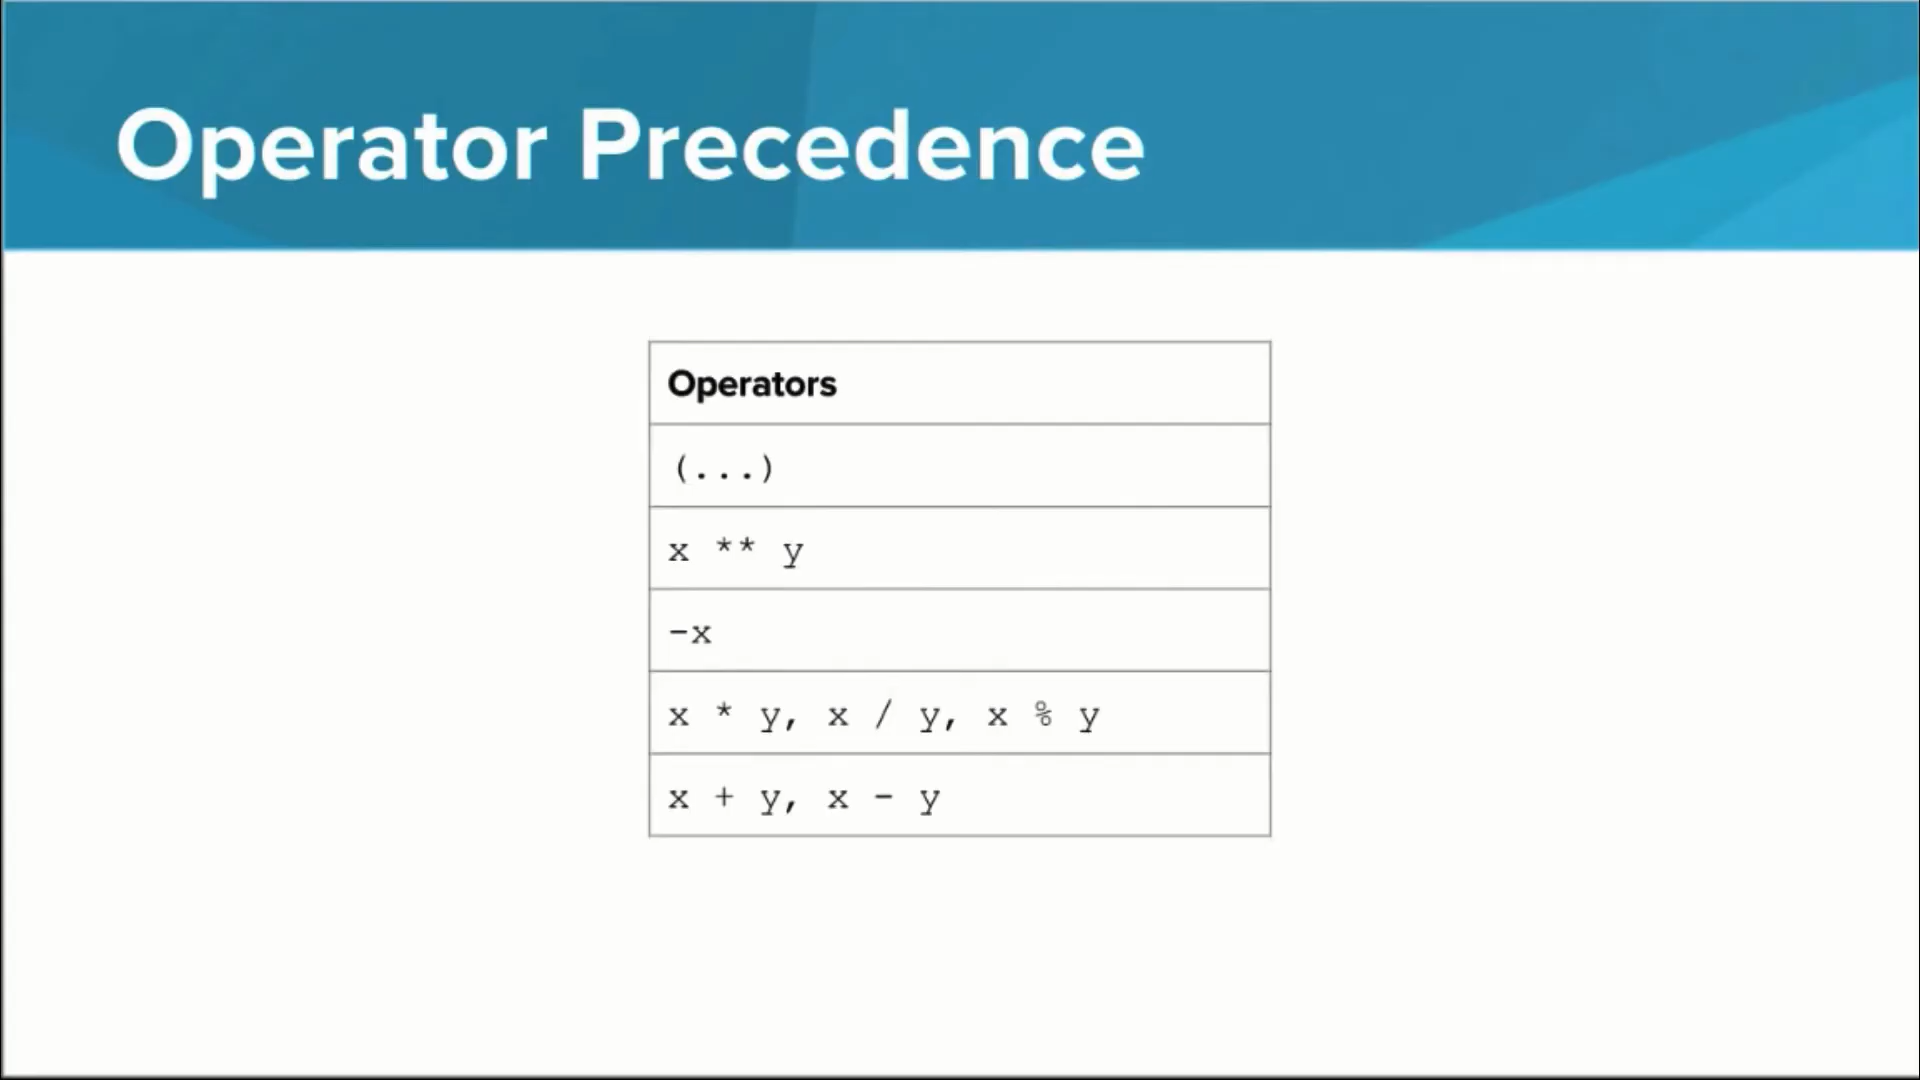 Operator Precedence
Operators
(...)
x ** y
-x
x * y, x / y, x % y
x + y, x - y